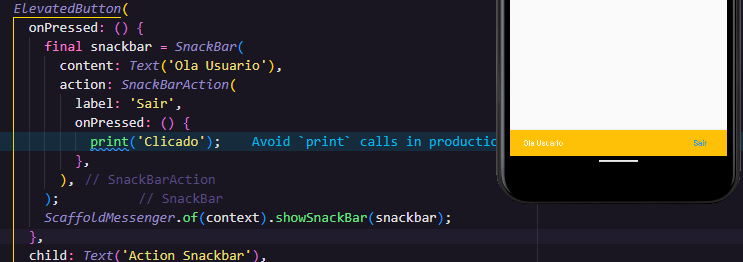 ElevatedButton(
onPressed: () {
final snackbar = SnackBar(
content: Text('Ola Usuario'),
action: SnackBarAction(
label: 'Sair',
onPressed: () {
print('Clicado');    Avoid `print` calls in productio
},
), // SnackBarAction
);          // SnackBar
ScaffoldMessenger.of(context).showSnackBar(snackbar);
},
child: Text('Action Snackbar'),
Ola Usuario
Sair